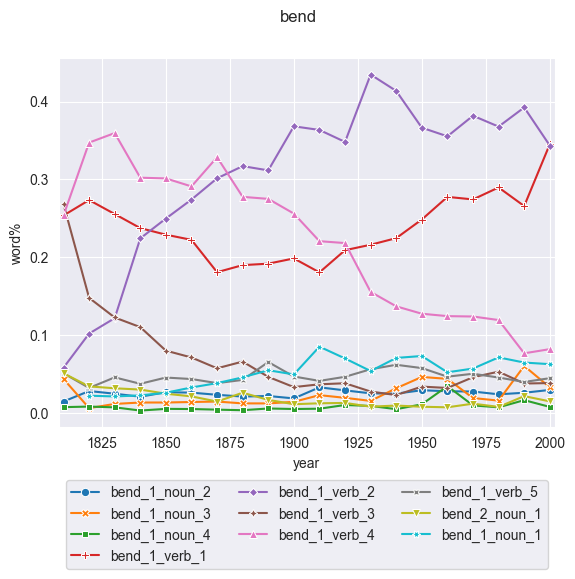 bend
0.4
0.3
0.2
0.1
0.0
word%
1825 1850 1875 1900 1925 1950 1975 2000
year
bend_1_noun_2 bend_1_verb_2 bend_1_verb_5
bend_1_noun_3 bend_1_verb_3 bend_2_noun_1
bend_1_noun_4 bend_1_verb_4 bend_1_noun_1
bend_1_verb_1